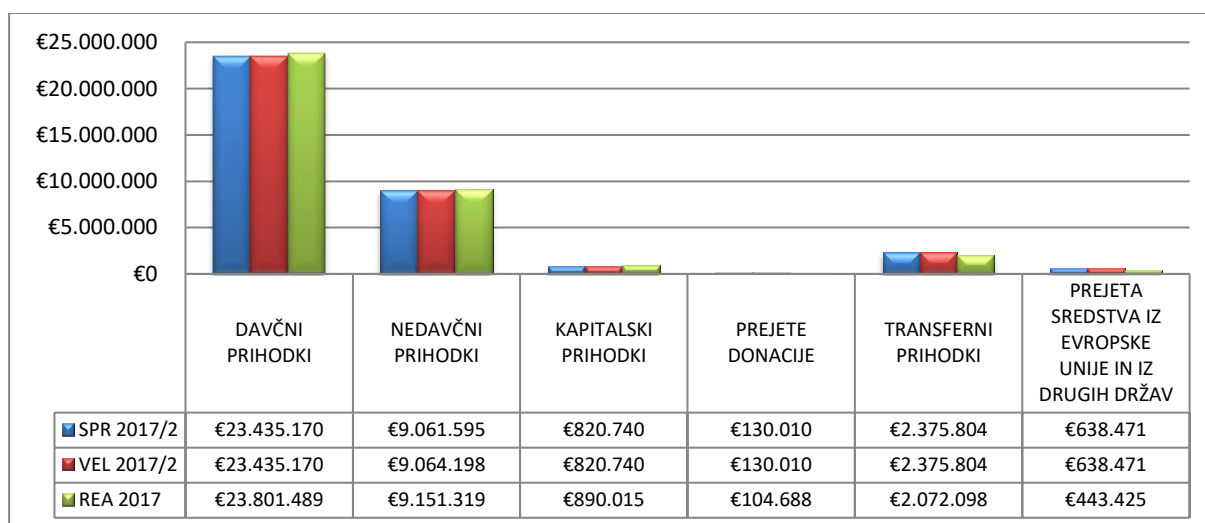 €25.000.000
€20.000.000
€15.000.000
€10.000.000
€5.000.000
€0
DAVČNI
PRIHODKI
NEDAVČNI
PRIHODKI
KAPITALSKI
PRIHODKI
PREJETE
DONACIJE
TRANSFERNI
PRIHODKI
PREJETA
SREDSTVA IZ
EVROPSKE
UNIJE IN IZ
DRUGIH DRŽAV
SPR 2017/2 €23.435.170 €9.061.595 €820.740 €130.010 €2.375.804 €638.471
VEL 2017/2 €23.435.170 €9.064.198 €820.740 €130.010 €2.375.804 €638.471
REA 2017 €23.801.489 €9.151.319 €890.015 €104.688 €2.072.098 €443.425